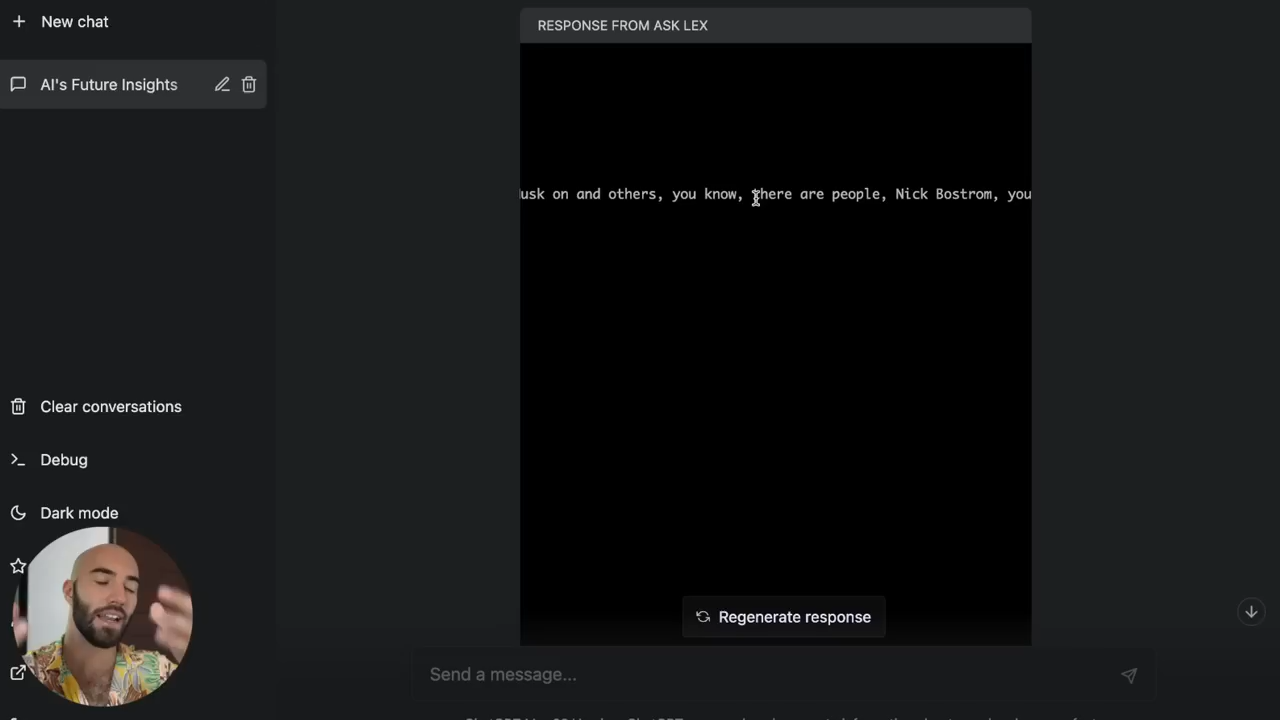 New chat
AI's Future Insights
Clear conversations
Debug
Dark mode
RESPONSE FROM ASK LEX
usk on and others, you know, there are people, Nick Bostrom, you
Regenerate response
Send a message...